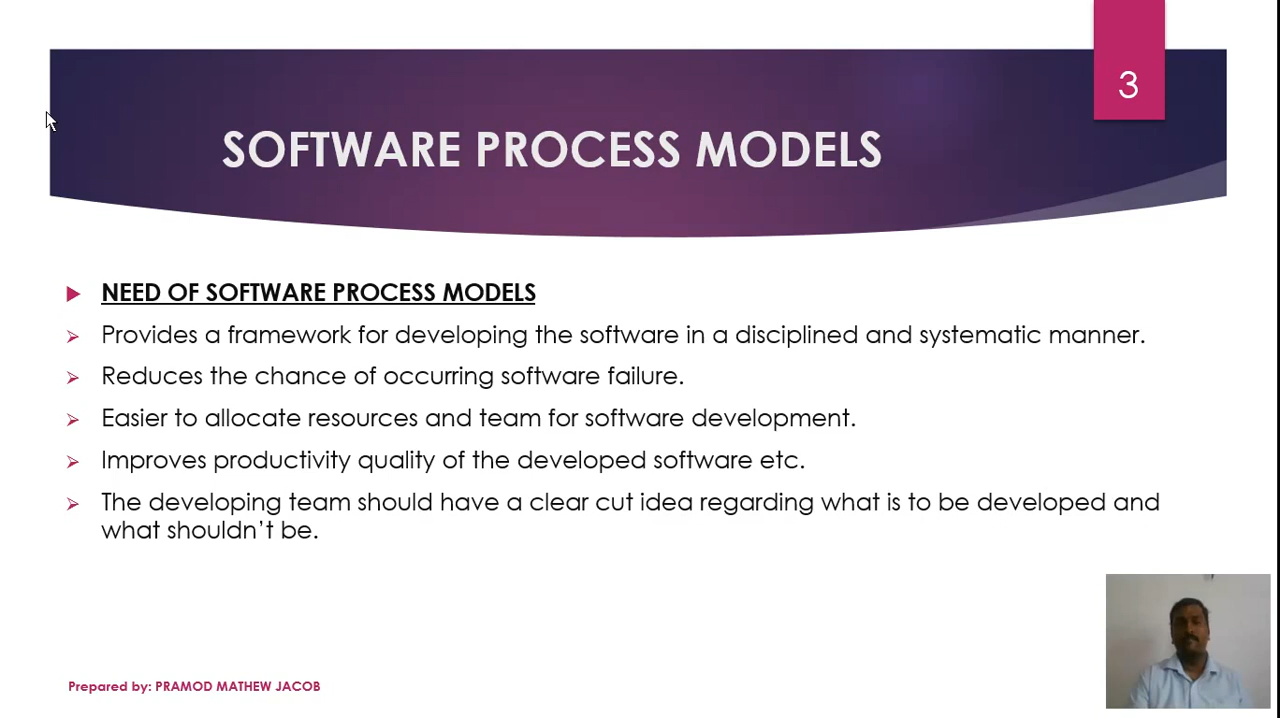 3
SOFTWARE PROCESS MODELS
NEED OF SOFTWARE PROCESS MODELS
Provides a framework for developing the software in a disciplined and systematic manner.
Reduces the chance of occurring software failure.
Easier to allocate resources and team for software development.
Improves productivity quality of the developed software etc.
The developing team should have a clear cut idea regarding what is to be developed and
what shouldn’t be.
Prepared by: PRAMOD MATHEW JACOB